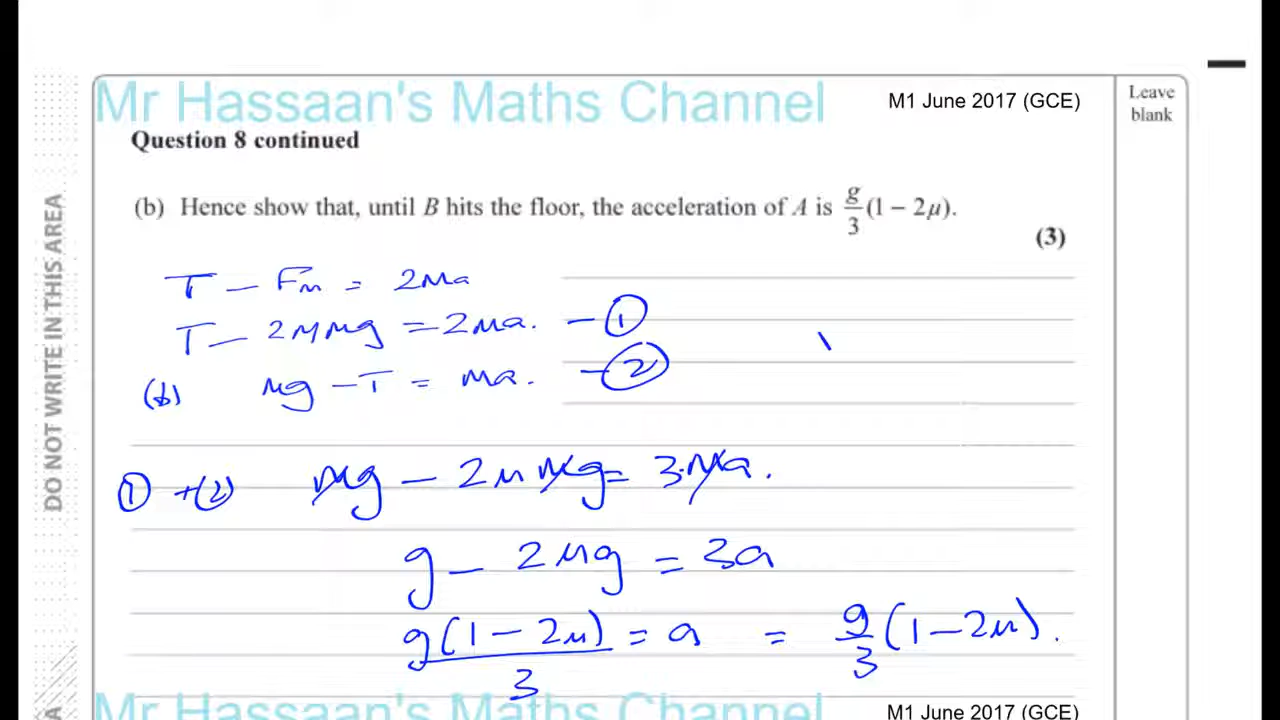 Mr Hassaan's Maths Channel
M1 June 2017 (GCE)
Leave
blank
Question 8 continued
(b) Hence show that, until B hits the floor, the acceleration of A is g/3 (1 − 2μ).
(3)
T − Fμ = 2ma
T − 2μmg = 2ma. − ①
(b) mg − T = ma. − ②
① + (2) mg − 2μmg = 3ma.
g − 2μg = 3a
g(1 − 2μ)/3 = a = g/3 (1 − 2μ).
Mr Hassaan's Maths Channel
M1 June 2017 (GCE)
DO NOT WRITE IN THIS AREA